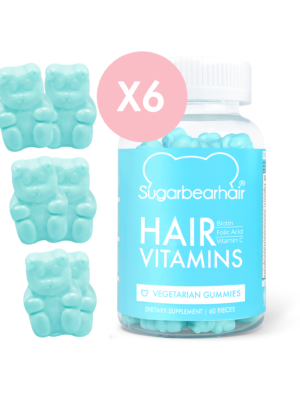 X6
Sugarbearhair
HAIR
Biotin
Folic Acid
Vitamin C
VITAMINS
VEGETARIAN GUMMIES
DIETARY SUPPLEMENT | 60 PIECES